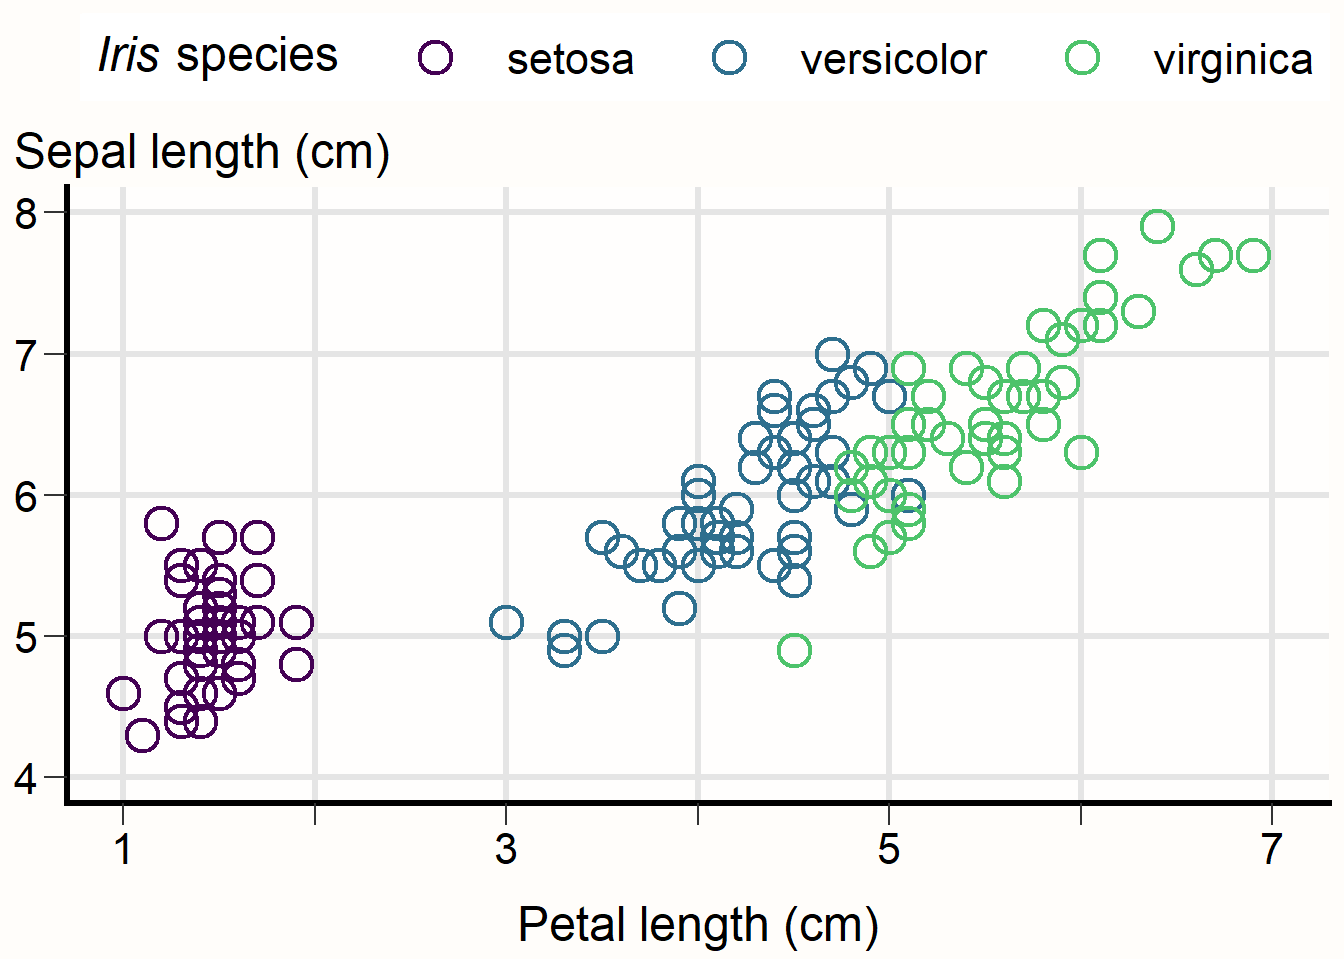 Iris species setosa versicolor virginica
Sepal length (cm)
8
7
6
5
4
1 3 5 7
Petal length (cm)